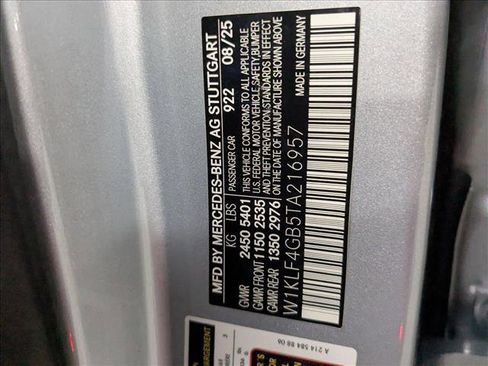 MFD BY MERCEDES-BENZ AG STUTTGART
922 08/25
KG LBS PASSENGER CAR
GVWR 2450 5401 THIS VEHICLE CONFORMS TO ALL APPLICABLE
GAWR FRONT 1150 2535 U.S. FEDERAL MOTOR VEHICLE SAFETY, BUMPER
AND THEFT PREVENTION-STANDARDS IN EFFECT
GAWR REAR 1350 2976 ON THE DATE OF MANUFACTURE SHOWN ABOVE
W1KLF4GB5TA216957
MADE IN GERMANY
A 214 584 88 06